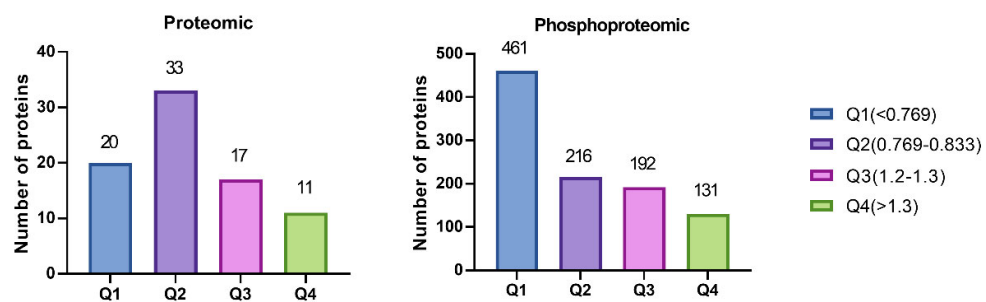 Proteomic
Number of proteins
40
30
20
10
0
20
33
17
11
Q1
Q2
Q3
Q4
Phosphoproteomic
Number of proteins
500
400
300
200
100
0
461
216
192
131
Q1
Q2
Q3
Q4
Q1(<0.769)
Q2(0.769-0.833)
Q3(1.2-1.3)
Q4(>1.3)